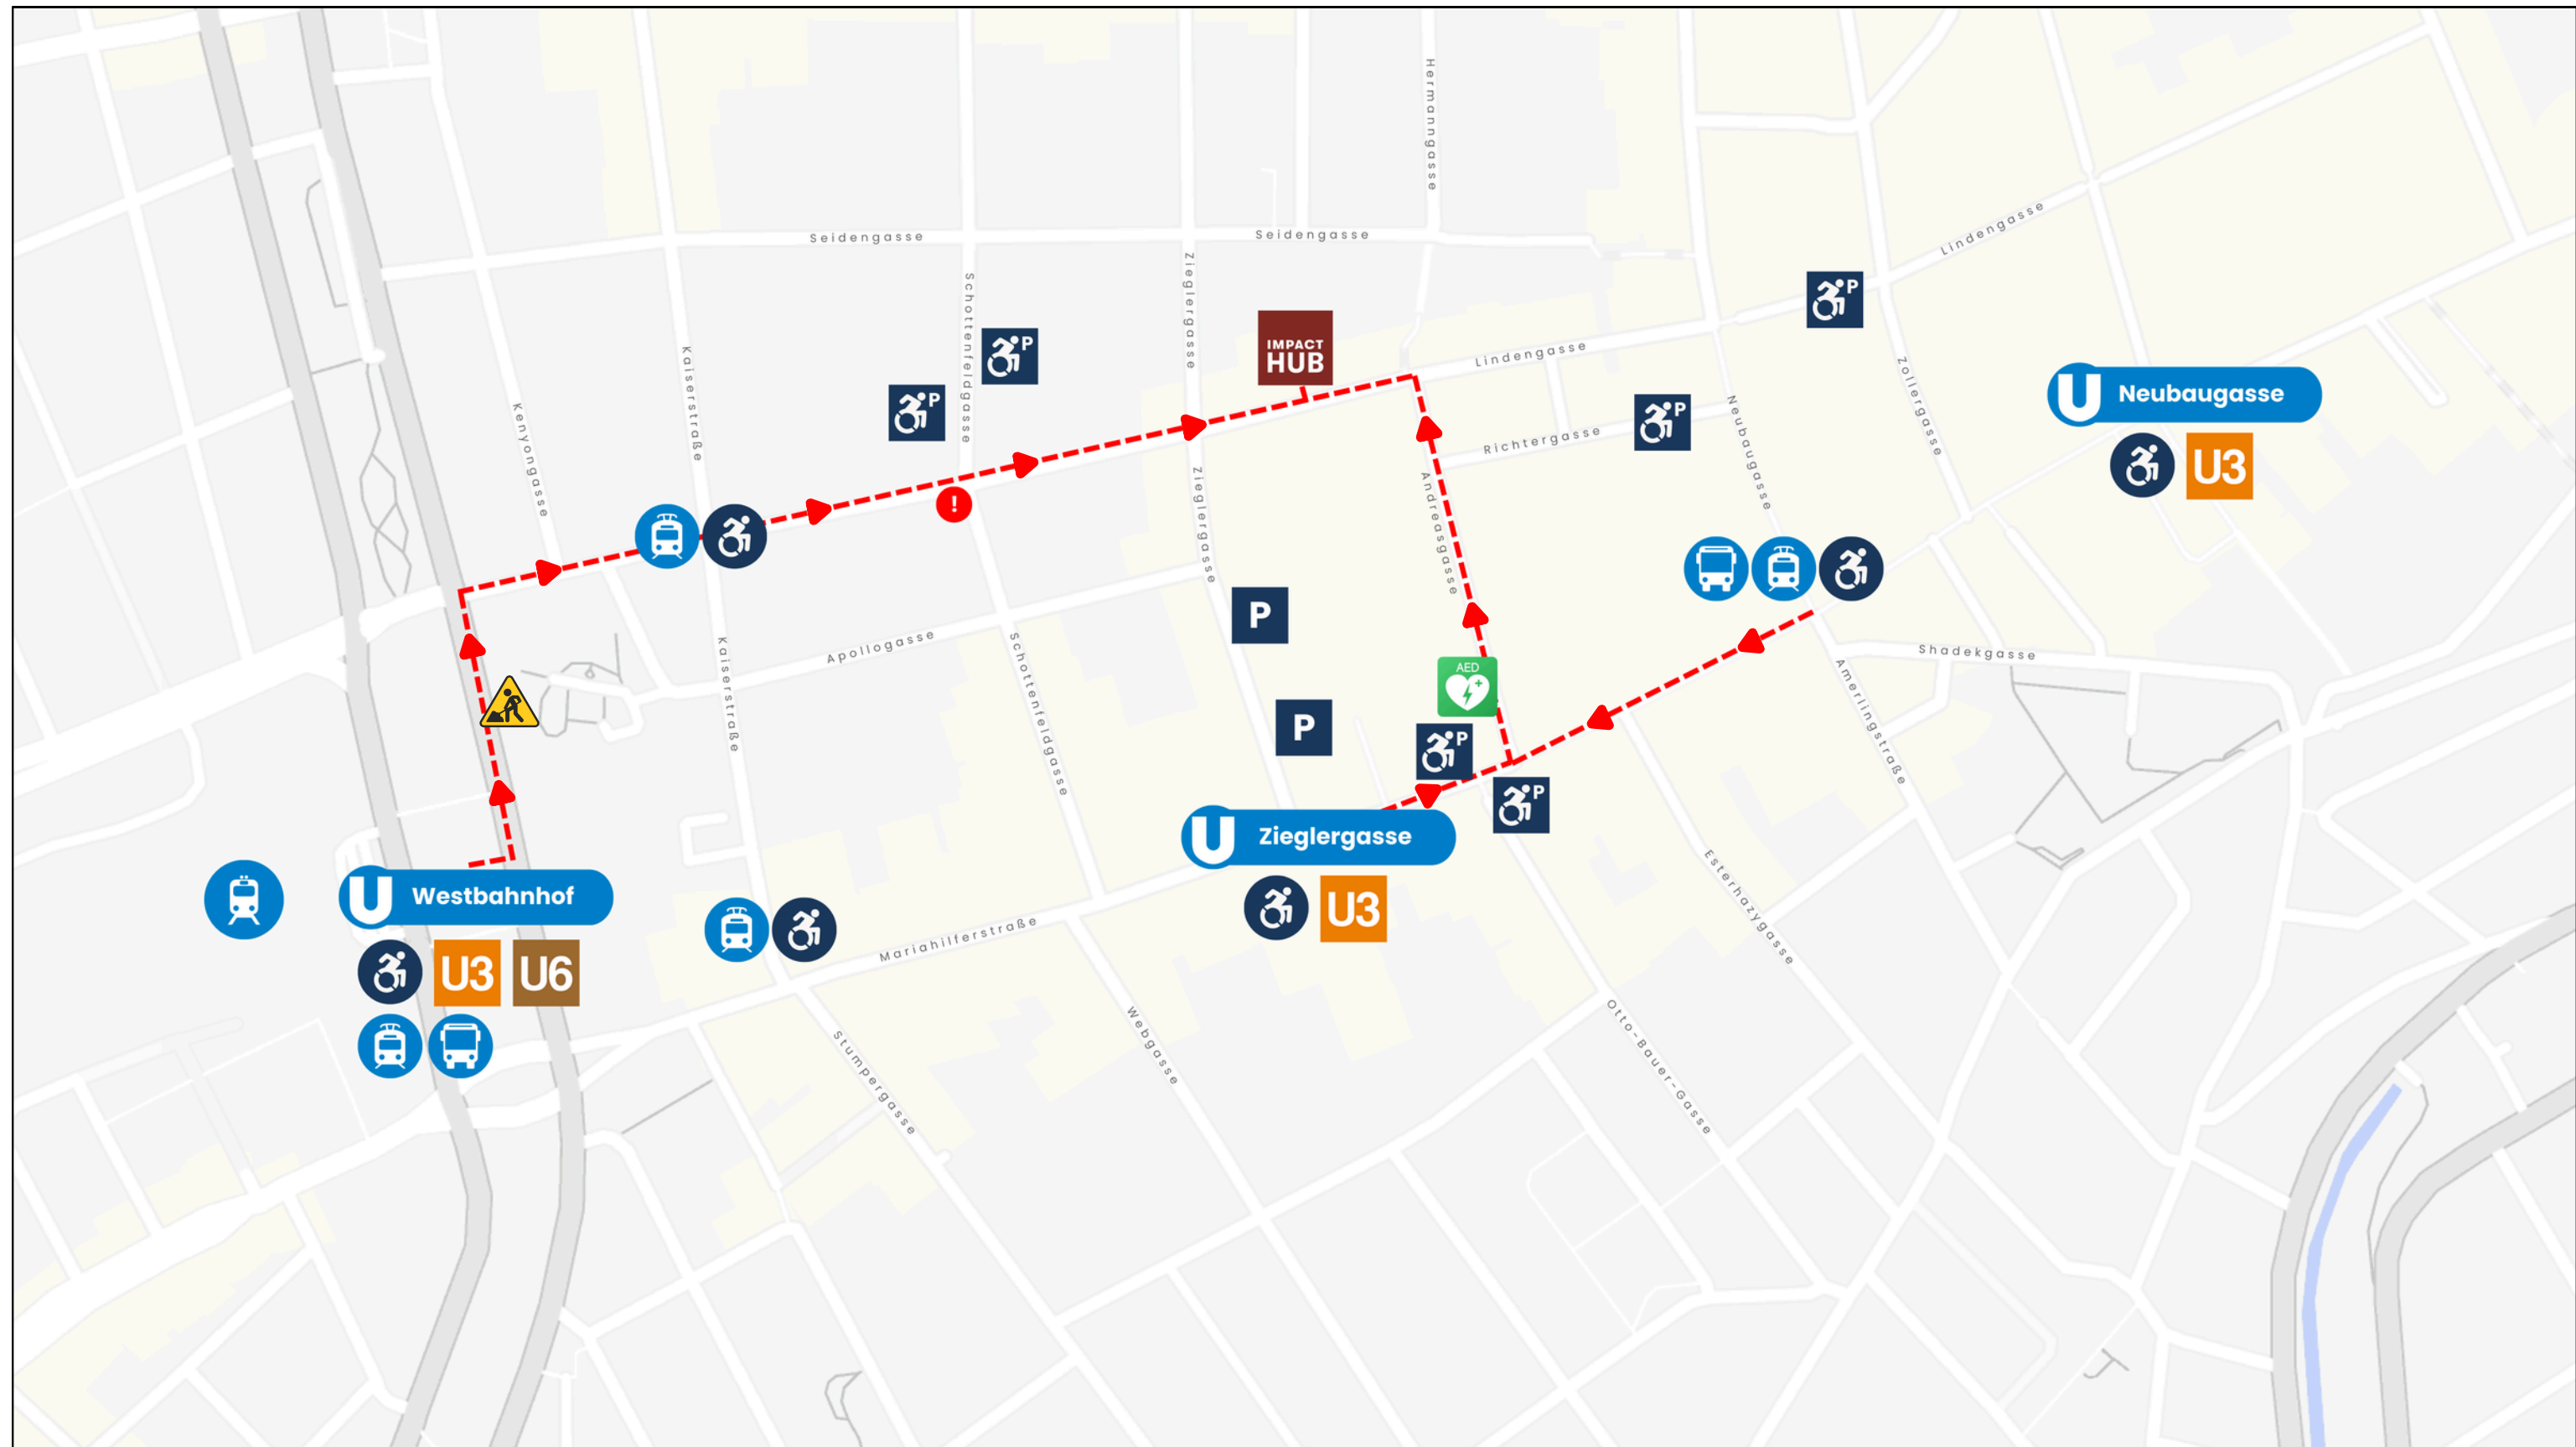 Hermanngasse
Seidengasse
Seidengasse
Lindengasse
Schottenfeldgasse
Zieglergasse
P
P
IMPACT
HUB
Lindengasse
Kaiserstraße
Kenyongasse
P
P
Richtergasse
Neubaugasse
Zollergasse
U Neubaugasse
U3
!
Zieglergasse
Andreasgasse
P
Apollogasse
Kaiserstraße
Schottenfeldgasse
AED
Shadekgasse
Amerlingstraße
P
P
P
U Zieglergasse
U3
Esterhazygasse
U Westbahnhof
U3 U6
Mariahilferstraße
Stumpergasse
Webgasse
Otto-Bauer-Gasse